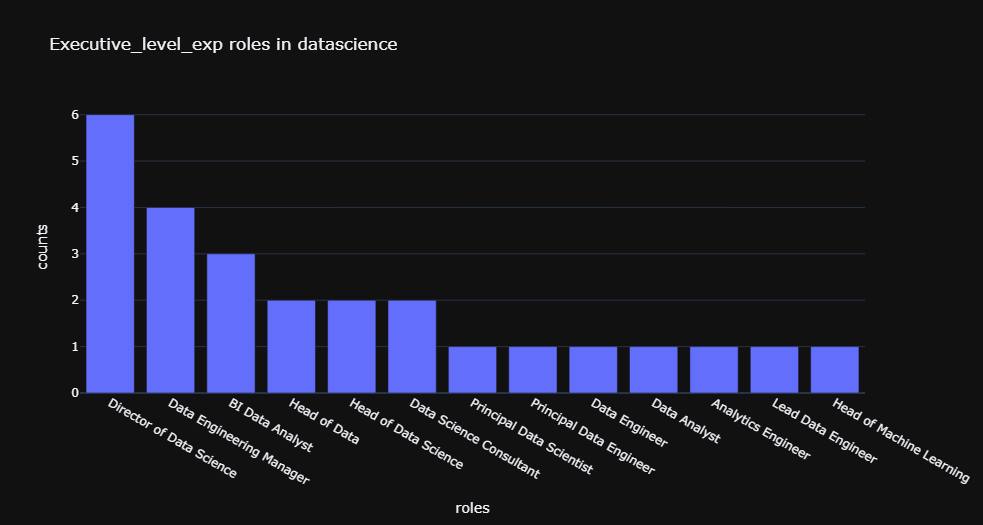 Executive_level_exp roles in datascience
counts
6
5
4
3
2
1
0
Director of Data Science
Data Engineering Manager
BI Data Analyst
Head of Data
Head of Data Science
Data Science Consultant
Principal Data Scientist
Principal Data Engineer
Data Engineer
Data Analyst
Analytics Engineer
Lead Data Engineer
Head of Machine Learning
roles